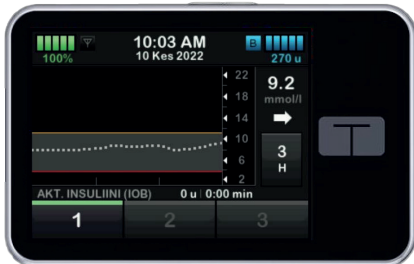 100%
10:03 AM
10 Kes 2022
B
270 u
22
18
14
10
6
2
9.2
mmol/l
3
H
AKT. INSULIINI (IOB) 0 u 0:00 min
1
2
3